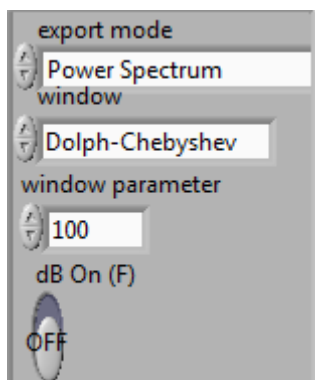 export mode
Power Spectrum
window
Dolph-Chebyshev
window parameter
100
dB On (F)
OFF